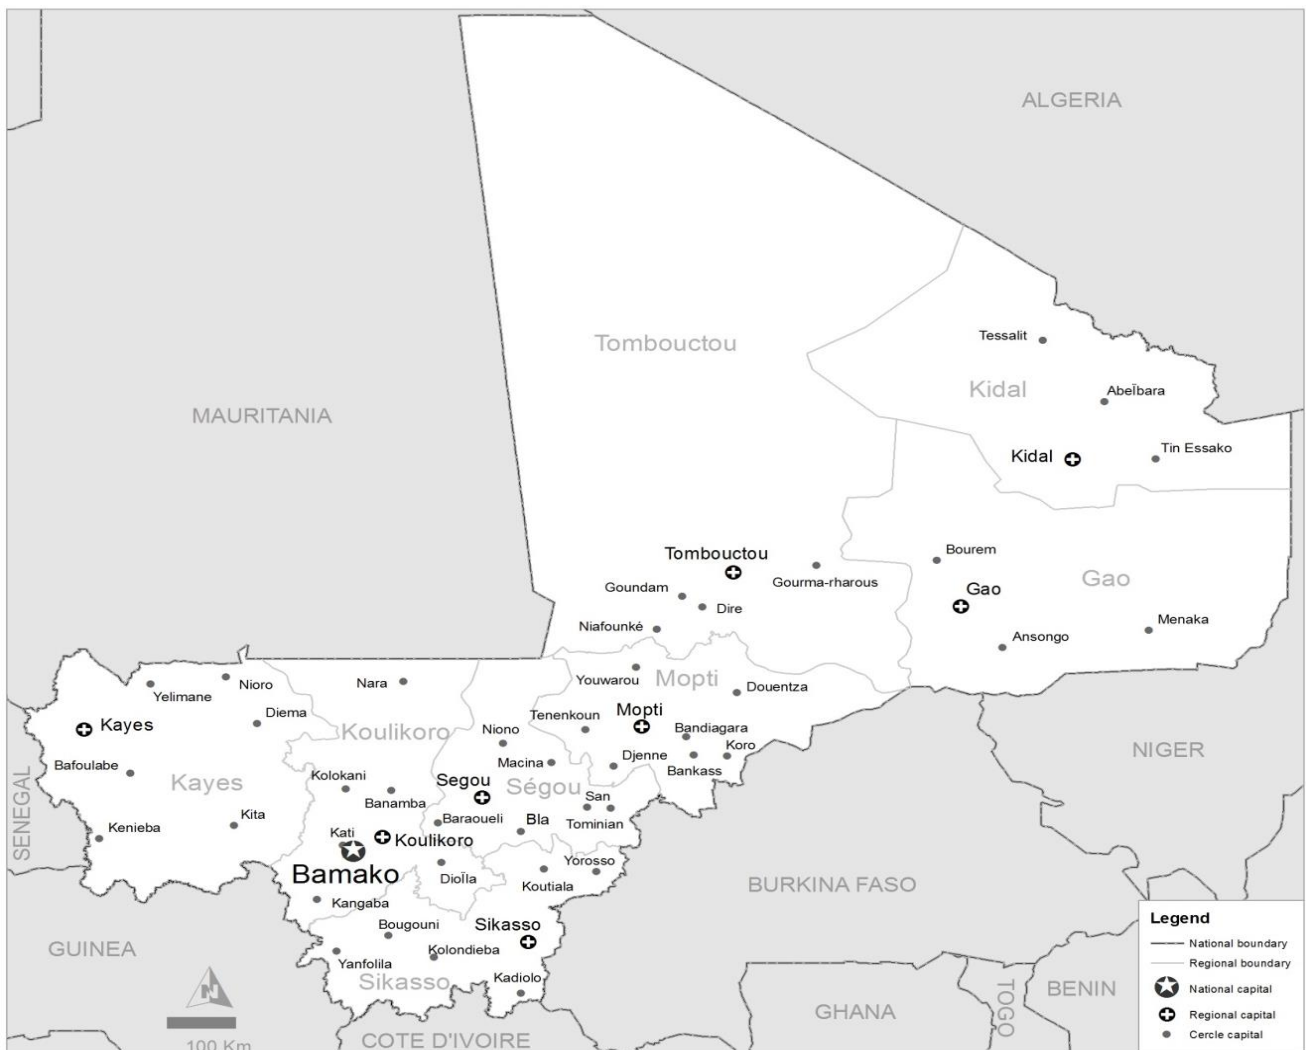 ALGERIA
Tombouctou
Tessalit
Kidal
AbeÏbara
MAURITANIA
Tin Essako
Kidal
Bourem
Tombouctou
Gao
Gourma-rharous
Goundam
Gao
Dire
Menaka
Niafounké
Ansongo
Youwarou
Mopti
Douentza
Nara
Nioro
Yelimane
Diema
Mopti
Tenenkoun
Kayes
Koulikoro
Niono
Bandiagara
Koro
NIGER
Djenne
Bafoulabe
Macina
Bankass
Kolokani
Segou
Kayes
Ségou
San
Banamba
Kita
Baraoueli
Bla
Tominian
SENEGAL
Kenieba
Kati
Koulikoro
Yorosso
Bamako
DioÏla
Koutiala
BURKINA FASO
Kangaba
Bougouni
Sikasso
GUINEA
Kolondieba
Yanfolila
Sikasso
Kadiolo
N
100 Km
COTE D'IVOIRE
GHANA
TOGO
BENIN
Legend
National boundary
Regional boundary
National capital
Regional capital
Cercle capital